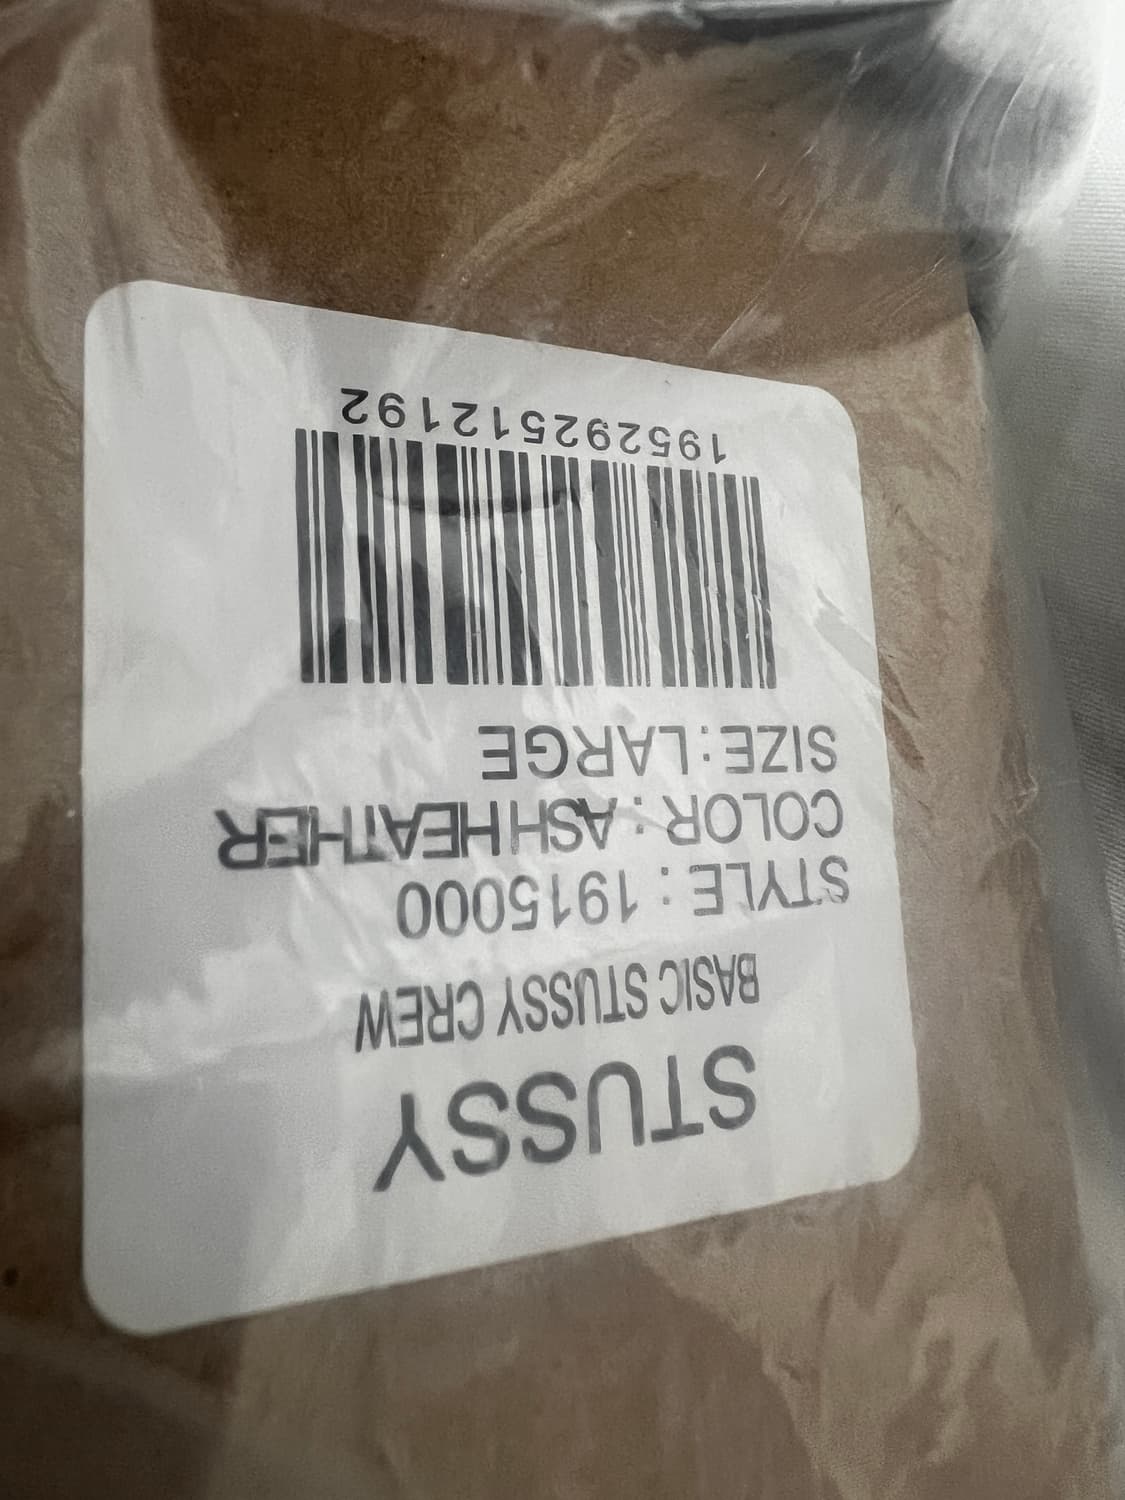 STUSSY
BASIC STUSSY CREW
STYLE : 1915000
COLOR : ASH HEATHER
SIZE : LARGE
195292512192